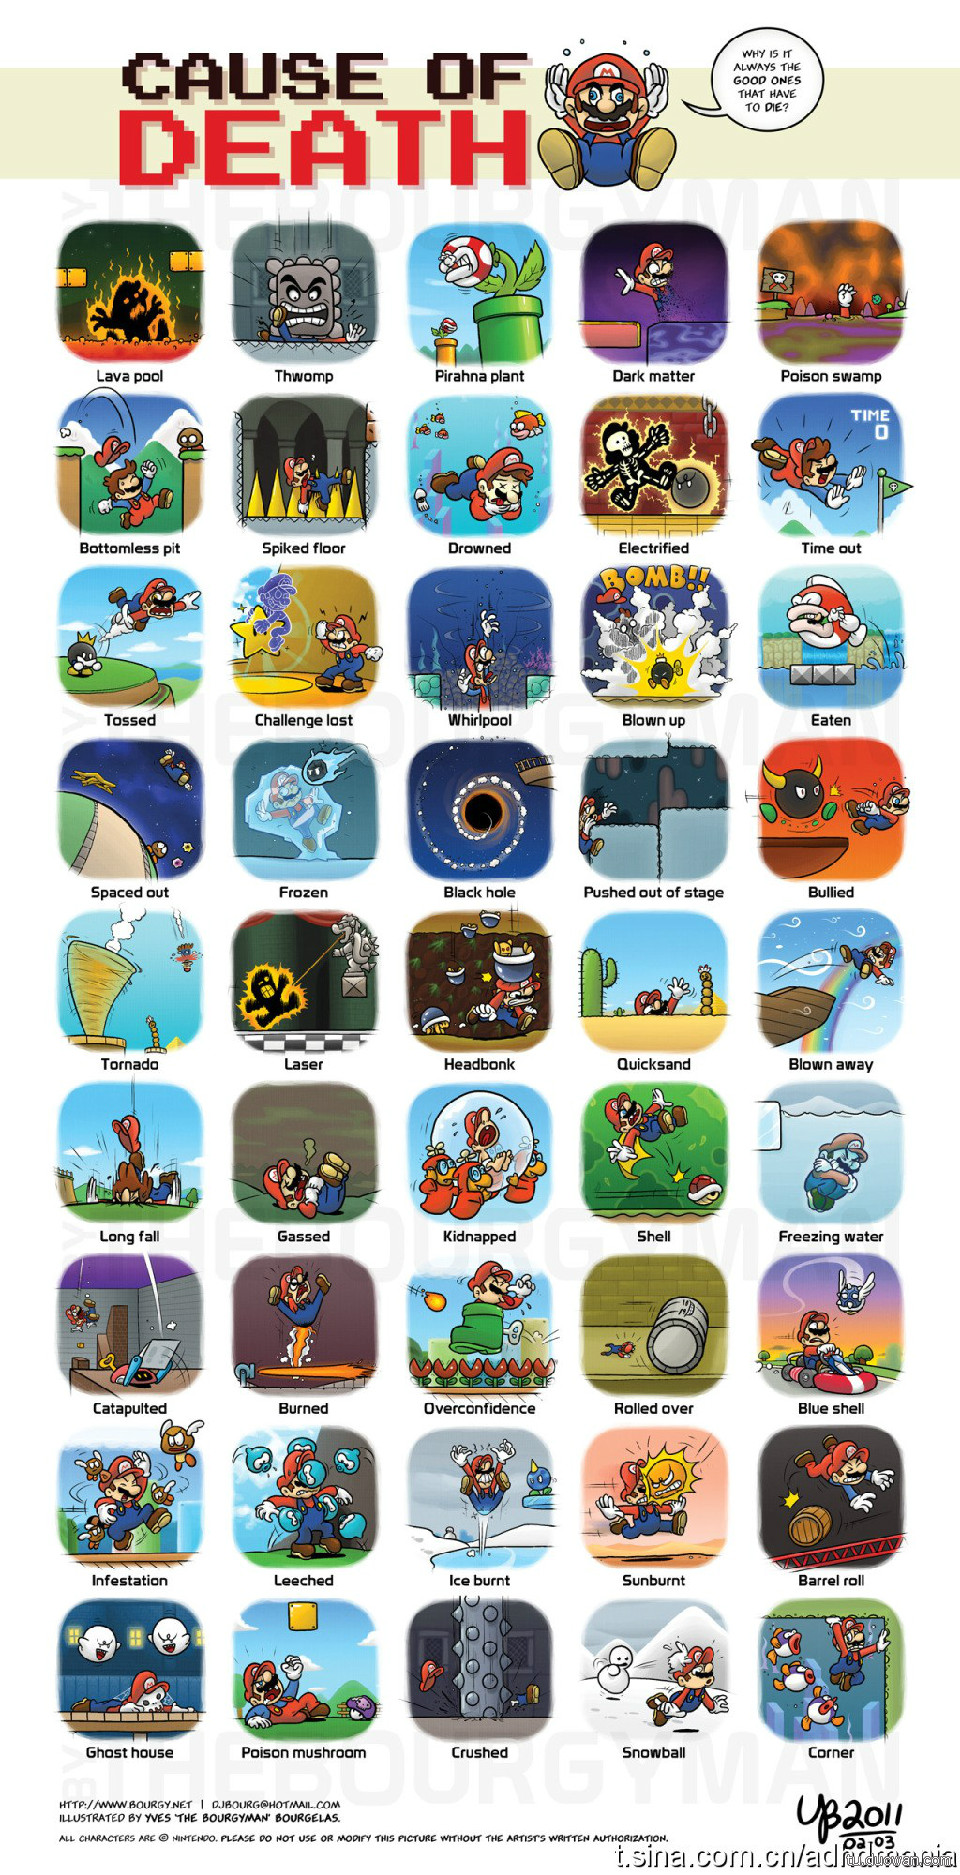 CAUSE OF
DEATH
WHY IS IT
ALWAYS THE
GOOD ONES
THAT HAVE
TO DIE?
Lava pool
Thwomp
Pirahna plant
Dark matter
Poison swamp
TIME
0
Bottomless pit
Spiked floor
Drowned
Electrified
Time out
BOMB!!
Tossed
Challenge lost
Whirlpool
Blown up
Eaten
Spaced out
Frozen
Black hole
Pushed out of stage
Bullied
Tornado
Laser
Headbonk
Quicksand
Blown away
Long fall
Gassed
Kidnapped
Shell
Freezing water
Catapulted
Burned
Overconfidence
Rolled over
Blue shell
Infestation
Leeched
Ice burnt
Sunburnt
Barrel roll
Ghost house
Poison mushroom
Crushed
Snowball
Corner
HTTP://WWW.BOURGY.NET | DJBOURG@HOTMAIL.COM
ILLUSTRATED BY YVES 'THE BOURGYMAN' BOURGELAS.
ALL CHARACTERS ARE © NINTENDO. PLEASE DO NOT USE OR MODIFY THIS PICTURE WITHOUT THE ARTIST'S WRITTEN AUTHORIZATION.
YB2011
02.03
BY THEBOURGYMAN
t.sina.com.cn/
tu.duowan.com